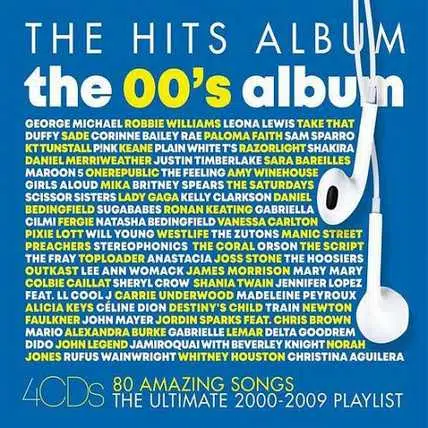 THE HITS ALBUM
the 00's album
GEORGE MICHAEL ROBBIE WILLIAMS LEONA LEWIS TAKE THAT
DUFFY SADE CORINNE BAILEY RAE PALOMA FAITH SAM SPARRO
KT TUNSTALL PINK KEANE PLAIN WHITE T'S RAZORLIGHT SHAKIRA
DANIEL MERRIWEATHER JUSTIN TIMBERLAKE SARA BAREILLES
MAROON 5 ONEREPUBLIC THE FEELING AMY WINEHOUSE
GIRLS ALOUD MIKA BRITNEY SPEARS THE SATURDAYS
SCISSOR SISTERS LADY GAGA KELLY CLARKSON DANIEL
BEDINGFIELD SUGABABES RONAN KEATING GABRIELLA
CILMI FERGIE NATASHA BEDINGFIELD VANESSA CARLTON
PIXIE LOTT WILL YOUNG WESTLIFE THE ZUTONS MANIC STREET
PREACHERS STEREOPHONICS THE CORAL ORSON THE SCRIPT
THE FRAY TOPLOADER ANASTACIA JOSS STONE THE HOOSIERS
OUTKAST LEE ANN WOMACK JAMES MORRISON MARY MARY
COLBIE CAILLAT SHERYL CROW SHANIA TWAIN JENNIFER LOPEZ
FEAT. LL COOL J CARRIE UNDERWOOD MADELEINE PEYROUX
ALICIA KEYS CÉLINE DION DESTINY'S CHILD TRAIN NEWTON
FAULKNER JOHN MAYER JORDIN SPARKS FEAT. CHRIS BROWN
MARIO ALEXANDRA BURKE GABRIELLE LEMAR DELTA GOODREM
DIDO JOHN LEGEND JAMIROQUAI WITH BEVERLEY KNIGHT NORAH
JONES RUFUS WAINWRIGHT WHITNEY HOUSTON CHRISTINA AGUILERA
4CDs 80 AMAZING SONGS
THE ULTIMATE 2000-2009 PLAYLIST